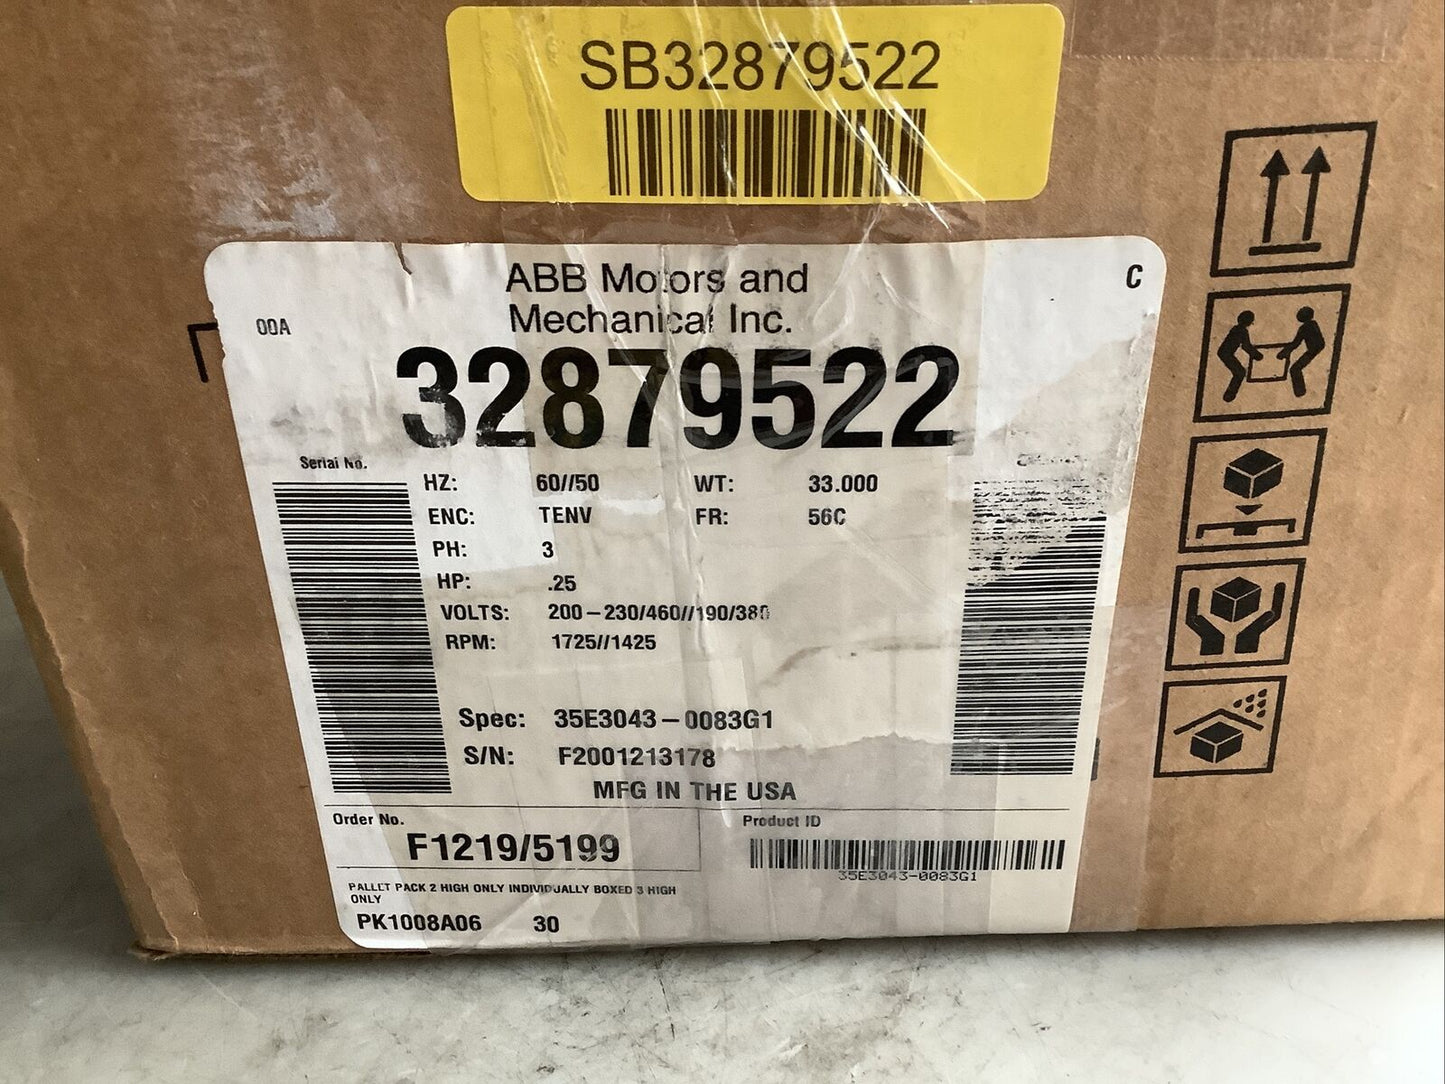 SB32879522
ABB Motors and
Mechanical Inc.
C
00A
32879522
Serial No.
HZ: 60//50 WT: 33.000
ENC: TENV FR: 56C
PH: 3
HP: .25
VOLTS: 200-230/460//190/380
RPM: 1725//1425
Spec: 35E3043-0083G1
S/N: F2001213178
MFG IN THE USA
Order No.
F1219/5199
Product ID
35E3043-0083G1
PALLET PACK 2 HIGH ONLY INDIVIDUALLY BOXED 3 HIGH
ONLY
PK1008A06 30